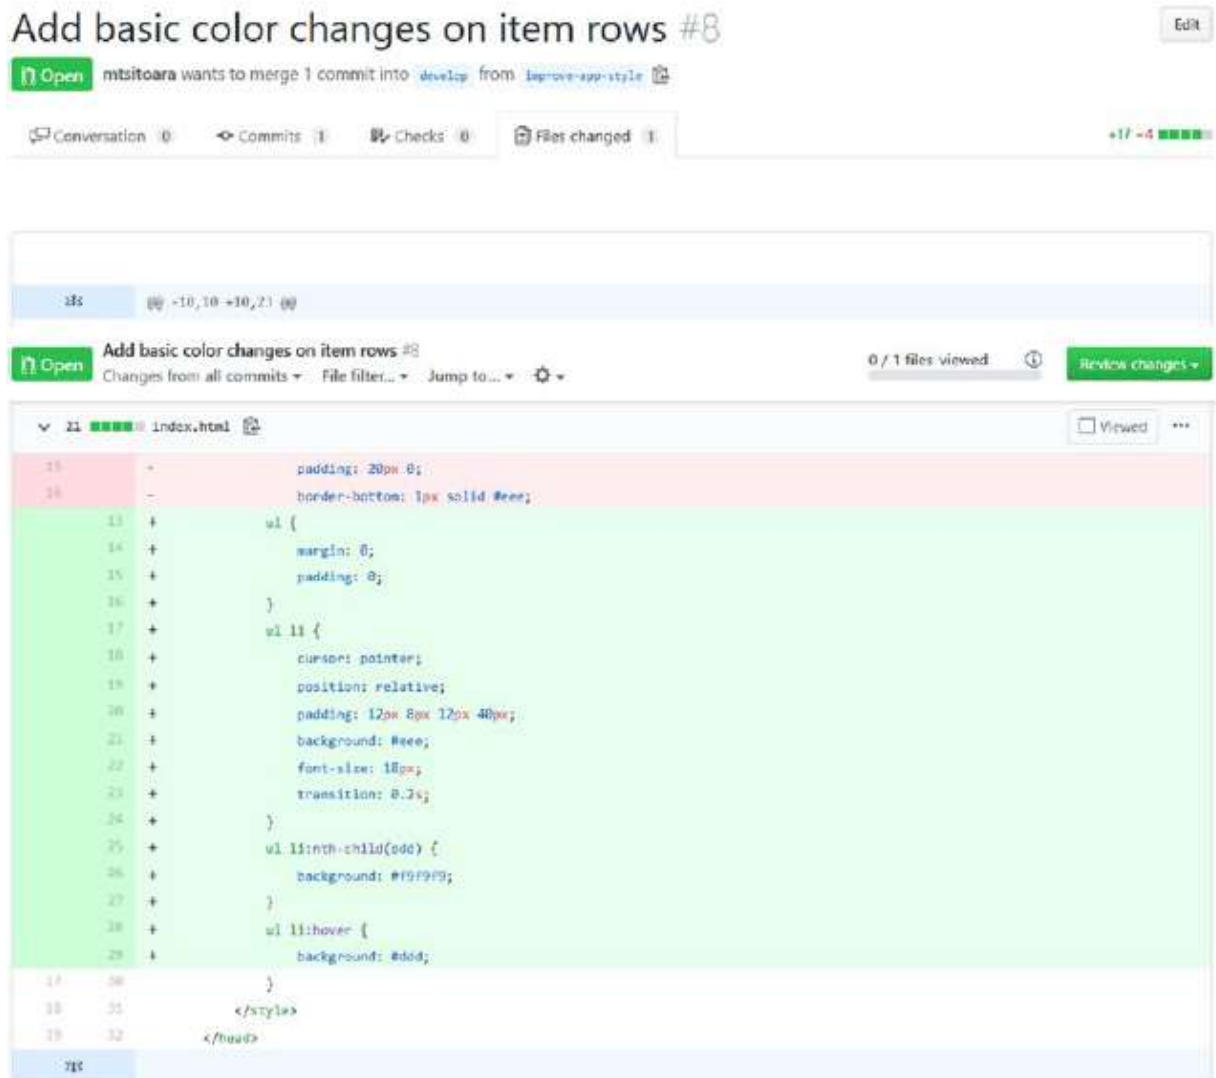 Add basic color changes on item rows #8
Edit
Open mtsitoara wants to merge 1 commit into develop from improve-app-style
Conversation 0 Commits 1 Checks 0 Files changed 1 +17 -4
@@ -10,10 +10,23 @@
Open Add basic color changes on item rows #8
Changes from all commits File filter... Jump to...
0 / 1 files viewed Review changes
21 index.html Viewed ...
15 - padding: 20px 0;
16 - border-bottom: 1px solid #eee;
13 + ul {
14 + margin: 0;
15 + padding: 0;
16 + }
17 + ul li {
18 + cursor: pointer;
19 + position: relative;
20 + padding: 12px 8px 12px 40px;
21 + background: #eee;
22 + font-size: 18px;
23 + transition: 0.2s;
24 + }
25 + ul li:nth-child(odd) {
26 + background: #f9f9f9;
27 + }
28 + ul li:hover {
29 + background: #ddd;
17 30 }
18 31 </style>
19 32 </head>